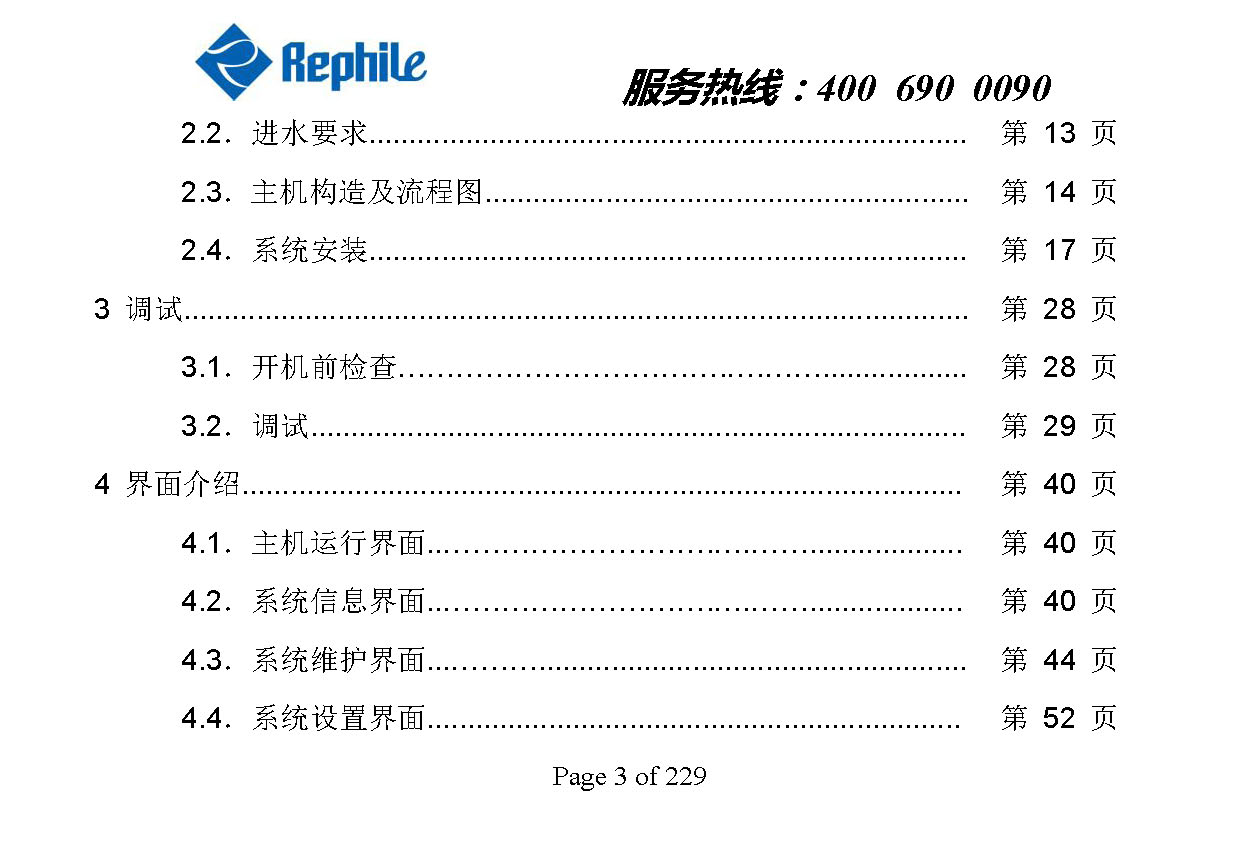 Rephile
服务热线：400 690 0090
2.2. 进水要求.......................................................................... 第 13 页
2.3. 主机构造及流程图............................................................ 第 14 页
2.4. 系统安装.......................................................................... 第 17 页
3 调试................................................................................................. 第 28 页
3.1. 开机前检查…………………………………..………….................. 第 28 页
3.2. 调试................................................................................. 第 29 页
4 界面介绍......................................................................................... 第 40 页
4.1. 主机运行界面...………………………….………….................. 第 40 页
4.2. 系统信息界面...………………………….………….................. 第 40 页
4.3. 系统维护界面...………..................................................... 第 44 页
4.4. 系统设置界面.................................................................. 第 52 页
Page 3 of 229